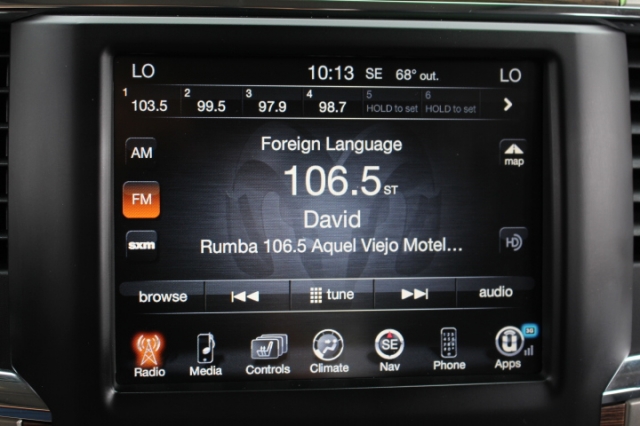 LO 10:13 SE 68° out. LO
1 103.5 2 99.5 3 97.9 4 98.7 5 HOLD to set 6 HOLD to set
Foreign Language
AM
map
106.5 ST
FM
David
sxm
Rumba 106.5 Aquel Viejo Motel...
HD
browse tune audio
SE
3G
Radio Media Controls Climate Nav Phone Apps